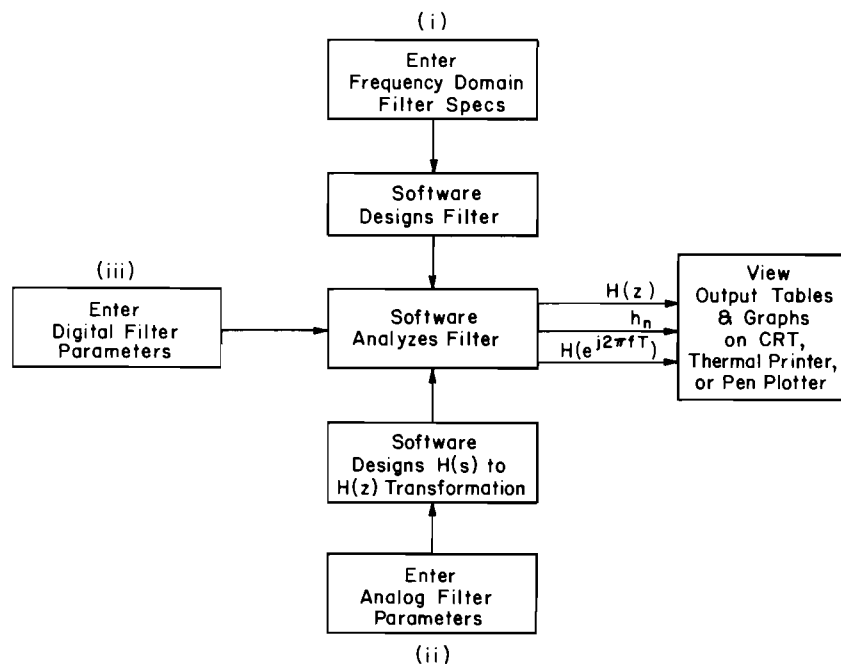 (i)
Enter
Frequency Domain
Filter Specs
Software
Designs Filter
(iii)
Enter
Digital Filter
Parameters
Software
Analyzes Filter
H(z)
hn
H(e^j2πfT)
View
Output Tables
& Graphs
on CRT,
Thermal Printer,
or Pen Plotter
Software
Designs H(s) to
H(z) Transformation
Enter
Analog Filter
Parameters
(ii)